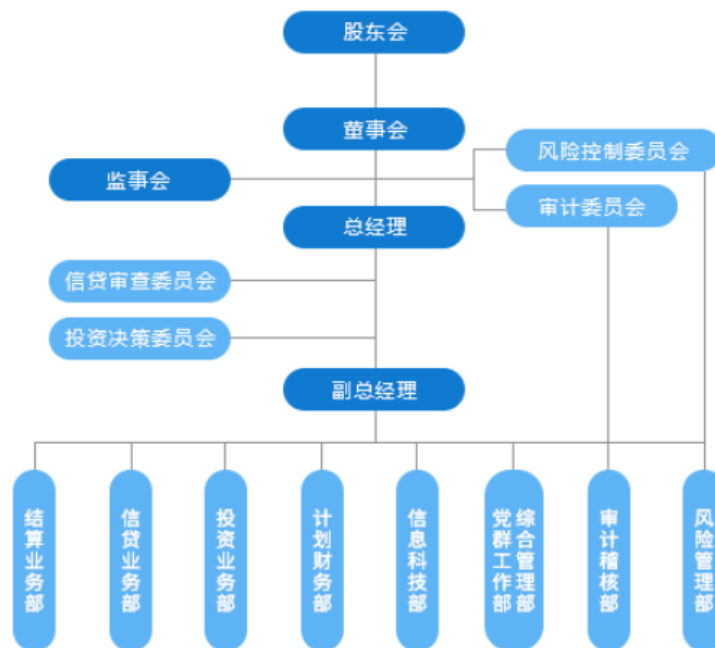 股东会
董事会
风险控制委员会
监事会
审计委员会
总经理
信贷审查委员会
投资决策委员会
副总经理
结算业务部
信贷业务部
投资业务部
计划财务部
信息科技部
综合管理部
党群工作部
审计稽核部
风险管理部